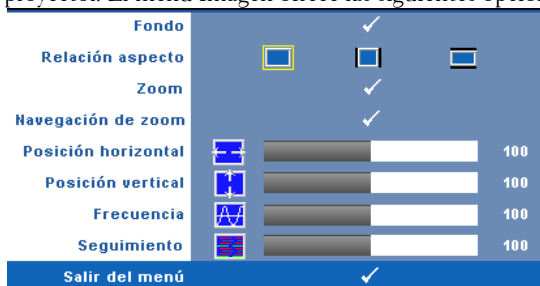 Fondo
Relación aspecto
Zoom
Navegación de zoom
Posición horizontal 100
Posición vertical 100
Frecuencia 100
Seguimiento 100
Salir del menú